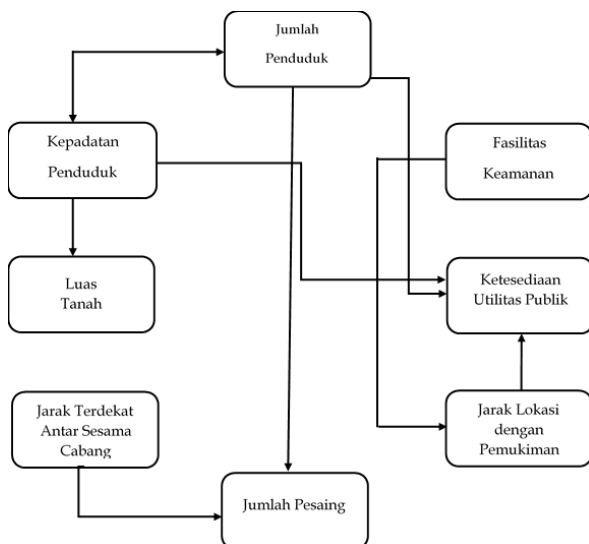 Jumlah
Penduduk
Kepadatan
Penduduk
Fasilitas
Keamanan
Luas
Tanah
Ketesediaan
Utilitas Publik
Jarak Terdekat
Antar Sesama
Cabang
Jarak Lokasi
dengan
Pemukiman
Jumlah Pesaing